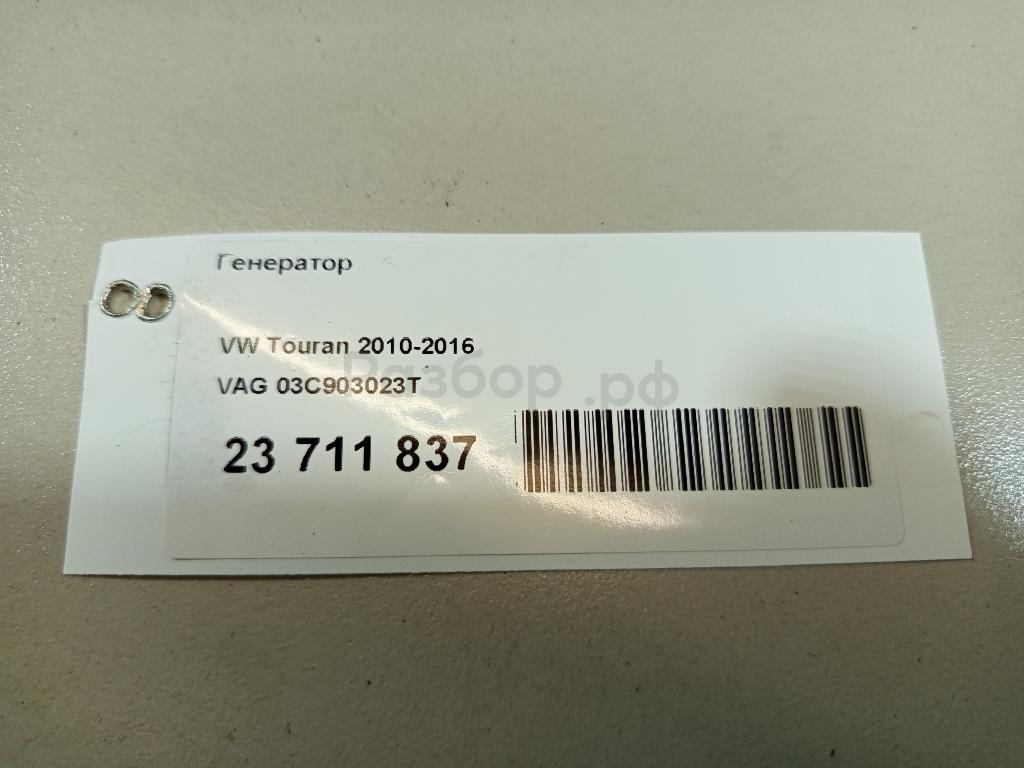 Генератор
VW Touran 2010-2016
VAG 03C903023T
Разбор.рф
23 711 837